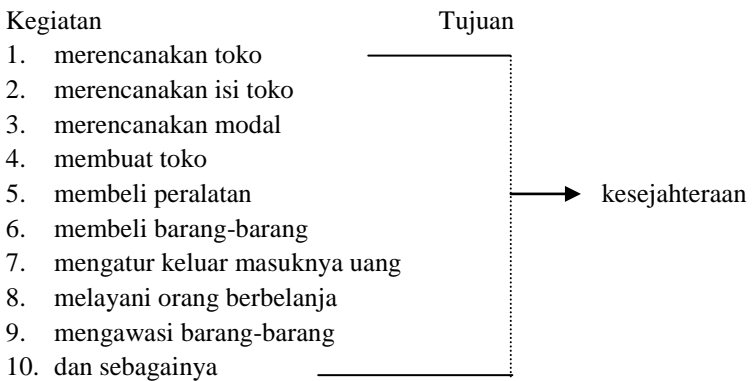 Kegiatan Tujuan
1. merencanakan toko
2. merencanakan isi toko
3. merencanakan modal
4. membuat toko
5. membeli peralatan kesejahteraan
6. membeli barang-barang
7. mengatur keluar masuknya uang
8. melayani orang berbelanja
9. mengawasi barang-barang
10. dan sebagainya